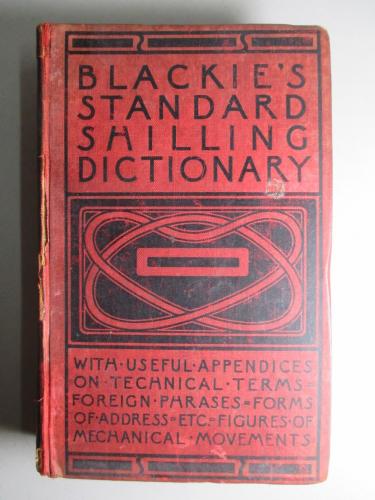 BLACKIE'S
STANDARD
SHILLING
DICTIONARY
WITH·USEFUL·APPENDICES
ON·TECHNICAL·TERMS=
FOREIGN·PHRASES=FORMS
OF·ADDRESS=ETC.=FIGURES·OF
MECHANICAL·MOVEMENTS